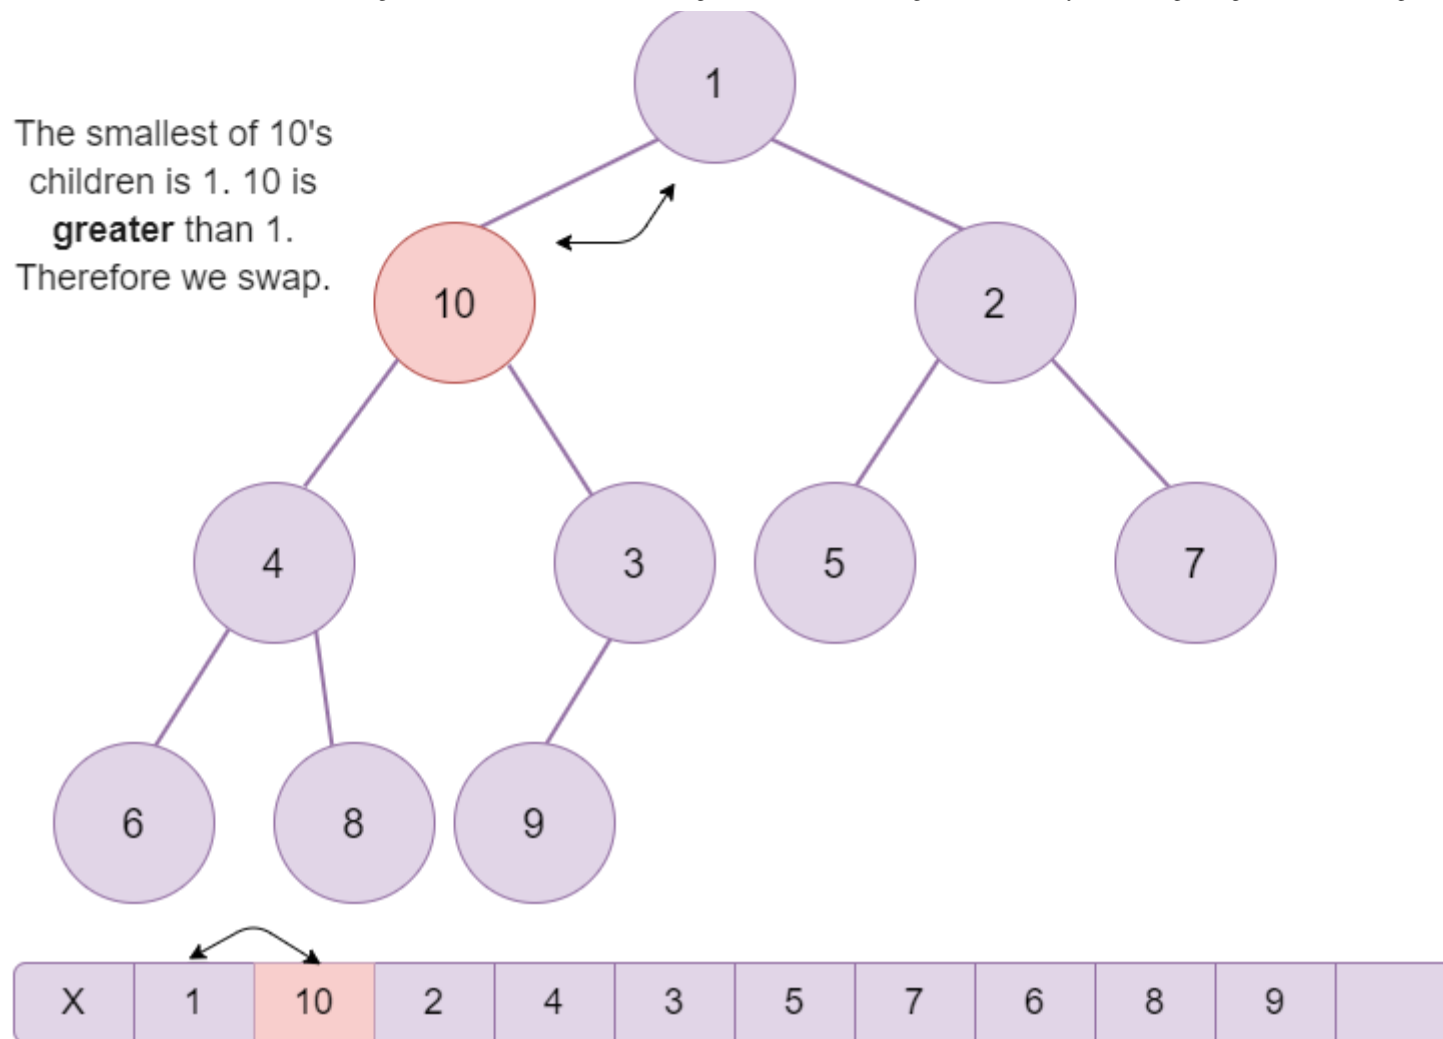 1
The smallest of 10's
children is 1. 10 is
greater than 1.
Therefore we swap.
10
2
4
3
5
7
6
8
9
X 1 10 2 4 3 5 7 6 8 9